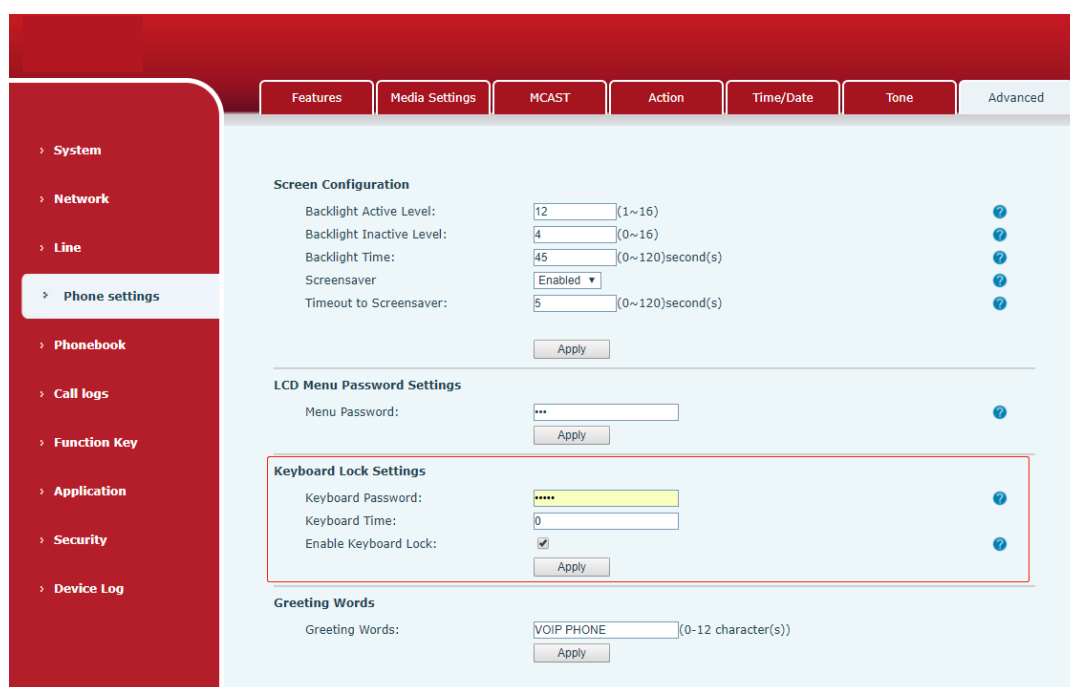 Features Media Settings MCAST Action Time/Date Tone Advanced
› System
› Network
› Line
› Phone settings
› Phonebook
› Call logs
› Function Key
› Application
› Security
› Device Log
Screen Configuration
Backlight Active Level: 12 (1~16)
Backlight Inactive Level: 4 (0~16)
Backlight Time: 45 (0~120)second(s)
Screensaver Enabled ▼
Timeout to Screensaver: 5 (0~120)second(s)
Apply
LCD Menu Password Settings
Menu Password: •••
Apply
Keyboard Lock Settings
Keyboard Password: •••••
Keyboard Time: 0
Enable Keyboard Lock: ✔
Apply
Greeting Words
Greeting Words: VOIP PHONE (0-12 character(s))
Apply